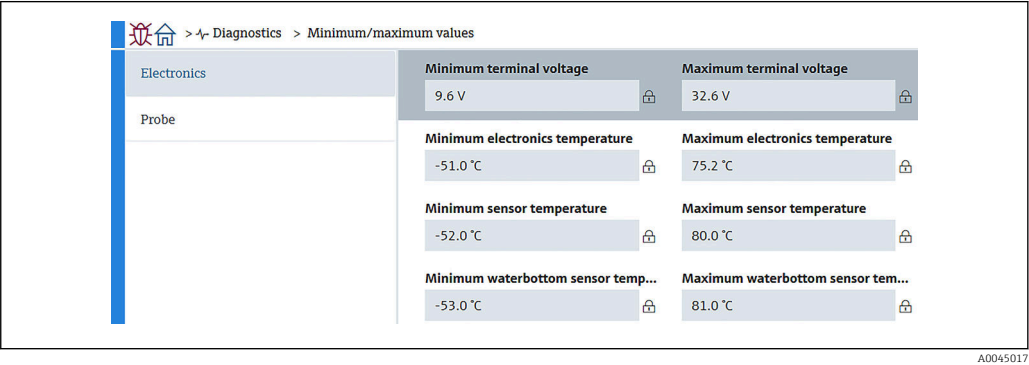 > Diagnostics > Minimum/maximum values
Electronics
Probe
Minimum terminal voltage
9.6 V
Maximum terminal voltage
32.6 V
Minimum electronics temperature
-51.0 °C
Maximum electronics temperature
75.2 °C
Minimum sensor temperature
-52.0 °C
Maximum sensor temperature
80.0 °C
Minimum waterbottom sensor temp...
-53.0 °C
Maximum waterbottom sensor tem...
81.0 °C
A0045017